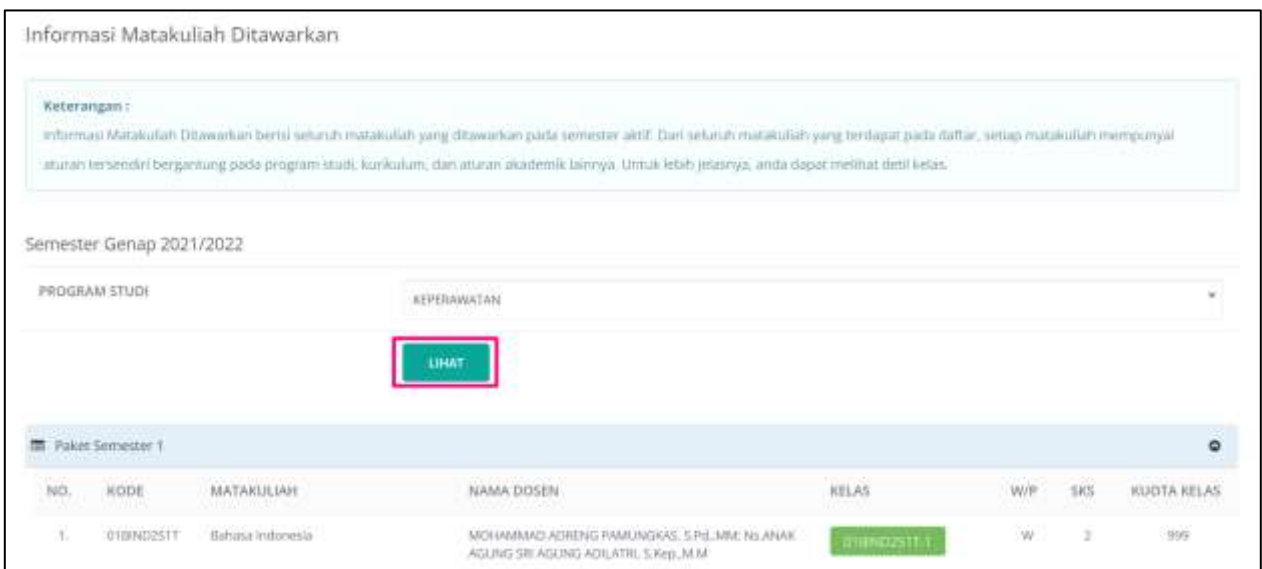 Informasi Matakuliah Ditawarkan
Keterangan :
Informasi Matakuliah Ditawarkan berisi seluruh matakuliah yang ditawarkan pada semester aktif. Dari seluruh matakuliah yang terdapat pada daftar, setiap matakuliah mempunyai
aturan tersendiri bergantung pada program studi, kurikulum, dan aturan akademik lainnya. Untuk lebih jelasnya, anda dapat melihat detil kelas.
Semester Genap 2021/2022
PROGRAM STUDI
KEPERAWATAN
LIHAT
Paket Semester 1
NO. KODE MATAKULIAH NAMA DOSEN KELAS W/P SKS KUOTA KELAS
1. Bahasa Indonesia MOHAMMAD ADRENG PAMUNGKAS, S.Pd.,MM; Ns.ANAK W 2 999
AGUNG SRI AGUNG ADILATRI, S.Kep.,M.M